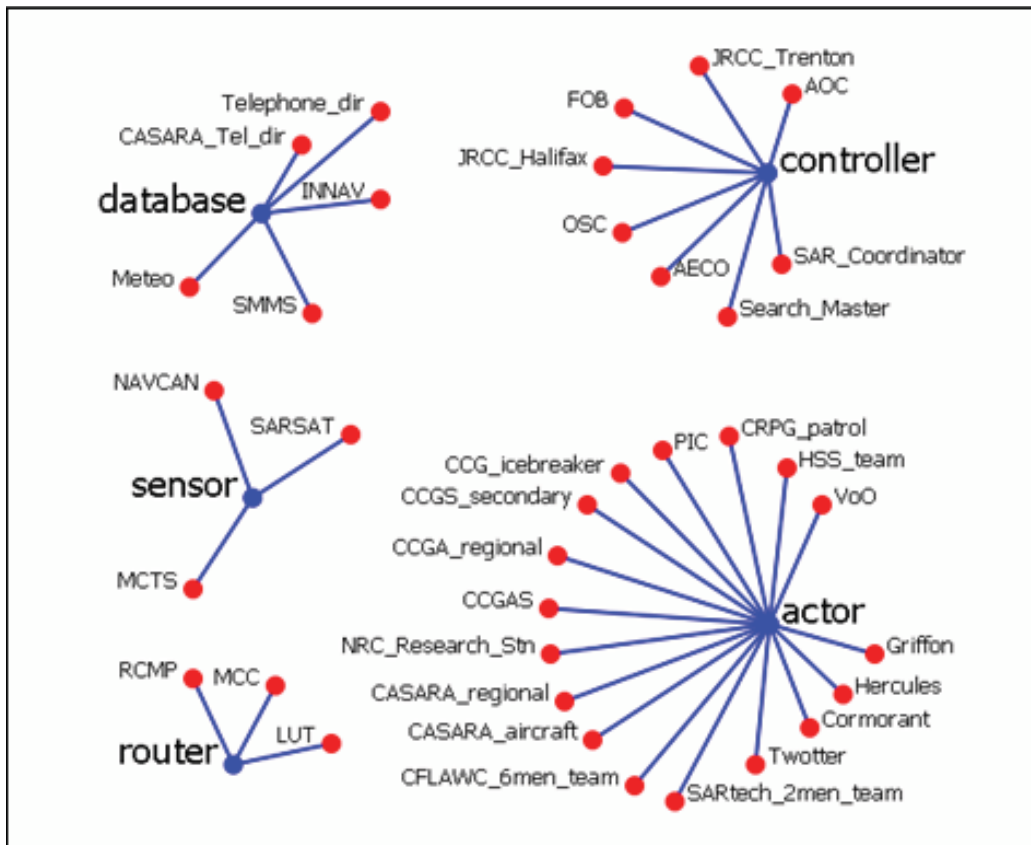 Telephone_dir
CASARA_Tel_dir
database
INNAV
Meteo
SMMS
JRCC_Trenton
AOC
FOB
controller
JRCC_Halifax
OSC
AECO
SAR_Coordinator
Search_Master
NAVCAN
SARSAT
sensor
MCTS
RCMP
MCC
LUT
router
CRPG_patrol
PIC
HSS_team
CCG_icebreaker
CCGS_secondary
VoO
CCGA_regional
CCGAS
actor
NRC_Research_Stn
Griffon
CASARA_regional
Hercules
Cormorant
CASARA_aircraft
Twotter
CFLAWC_6men_team
SARtech_2men_team